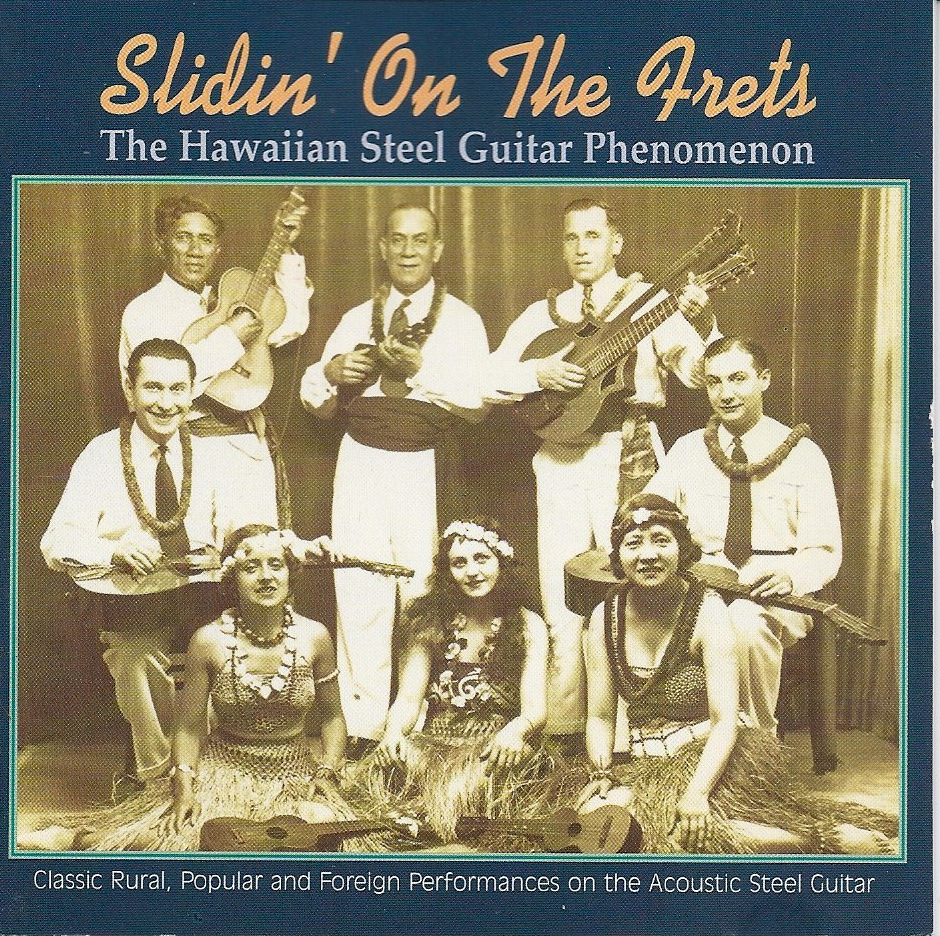 Slidin' On The Frets
The Hawaiian Steel Guitar Phenomenon
Classic Rural, Popular and Foreign Performances on the Acoustic Steel Guitar